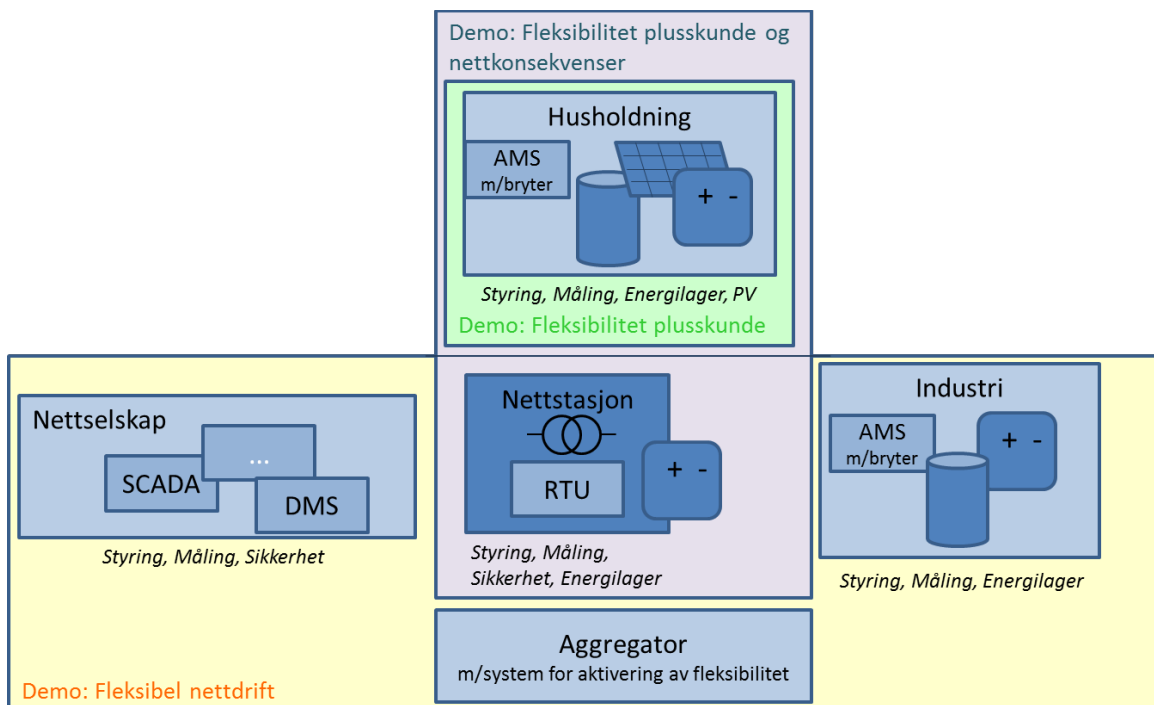 Demo: Fleksibilitet plusskunde og
nettkonsekvenser
Husholdning
AMS
m/bryter
+ -
Styring, Måling, Energilager, PV
Demo: Fleksibilitet plusskunde
Nettselskap
...
SCADA
DMS
Styring, Måling, Sikkerhet
Nettstasjon
RTU
+ -
Styring, Måling,
Sikkerhet, Energilager
Industri
AMS
m/bryter
+ -
Styring, Måling, Energilager
Aggregator
m/system for aktivering av fleksibilitet
Demo: Fleksibel nettdrift